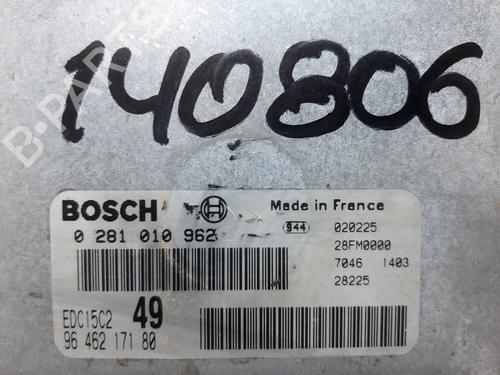 140806
B-PARTS
BOSCH
Made in France
0 281 010 962
944
020225
28FM0000
7046 1403
28225
EDC15C2 49
96 462 171 80